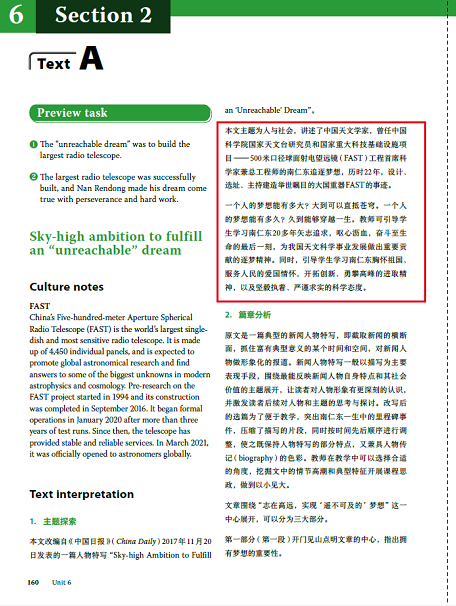 6 Section 2
Text A
Preview task
❶ The "unreachable dream" was to build the
largest radio telescope.
❷ The largest radio telescope was successfully
built, and Nan Rendong made his dream come
true with perseverance and hard work.
Sky-high ambition to fulfill
an "unreachable" dream
Culture notes
FAST
China's Five-hundred-meter Aperture Spherical
Radio Telescope (FAST) is the world's largest single-
dish and most sensitive radio telescope. It is made
up of 4,450 individual panels, and is expected to
promote global astronomical research and find
answers to some of the biggest unknowns in modern
astrophysics and cosmology. Pre-research on the
FAST project started in 1994 and its construction
was completed in September 2016. It began formal
operations in January 2020 after more than three
years of test runs. Since then, the telescope has
provided stable and reliable services. In March 2021,
it was officially opened to astronomers globally.
Text interpretation
1. 主题探索
本文改编自《中国日报》（China Daily）2017年11月20
日发表的一篇人物特写 "Sky-high Ambition to Fulfill
an 'Unreachable' Dream"。
本文主题为人与社会，讲述了中国天文学家，曾任中国
科学院国家天文台研究员和国家重大科技基础设施项
目——500米口径球面射电望远镜（FAST）工程首席科
学家兼总工程师的南仁东追逐梦想，历时22年，设计、
选址、主持建造举世瞩目的大国重器FAST的事迹。
一个人的梦想能有多大？大到可以直抵苍穹。一个人
的梦想能有多久？久到能够穿越一生。教师可引导学
生学习南仁东20多年矢志追求，呕心沥血，奋斗至生
命的最后一刻，为我国天文科学事业发展做出重要贡
献的逐梦精神。同时，引导学生学习南仁东胸怀祖国、
服务人民的爱国情怀，开拓创新、勇攀高峰的进取精
神，以及坚毅执着、严谨求实的科学态度。
2. 篇章分析
原文是一篇典型的新闻人物特写，即截取新闻的横断
面，抓住富有典型意义的某个时间和空间，对新闻人
物做形象化的报道。新闻人物特写一般以描写为主要
表现手段，围绕最能反映新闻人物自身特点和其社会
价值的主题展开，让读者对人物形象有更深刻的认识，
并激发读者后续对人物和主题的思考与探讨。改写后
的选篇为了便于教学，突出南仁东一生中的里程碑事
件，压缩了描写的片段，同时按时间先后顺序进行调
整，使之既保持人物特写的部分特点，又兼具人物传
记（biography）的色彩。教师在教学中可以选择合适
的角度，挖掘文中的情节高潮和典型特征开展课程思
政，做到以小见大。
文章围绕"志在高远，实现'遥不可及的'梦想"这一
中心展开，可以分为三大部分。
第一部分（第一段）开门见山点明文章的中心，指出拥
有梦想的重要性。
160 Unit 6